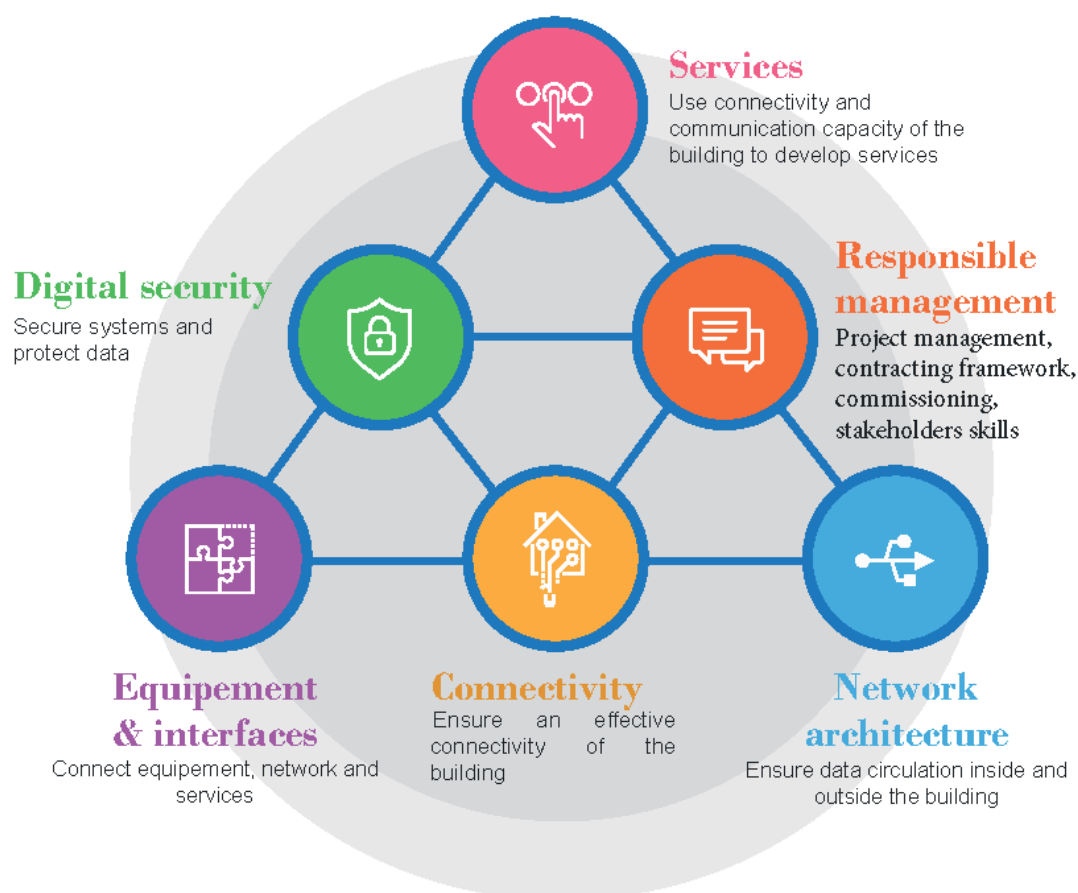 Services
Use connectivity and
communication capacity of the
building to develop services
Digital security
Secure systems and
protect data
Responsible
management
Project management,
contracting framework,
commissioning,
stakeholders skills
Equipement
& interfaces
Connect equipement, network and
services
Connectivity
Ensure an effective
connectivity of the
building
Network
architecture
Ensure data circulation inside and
outside the building